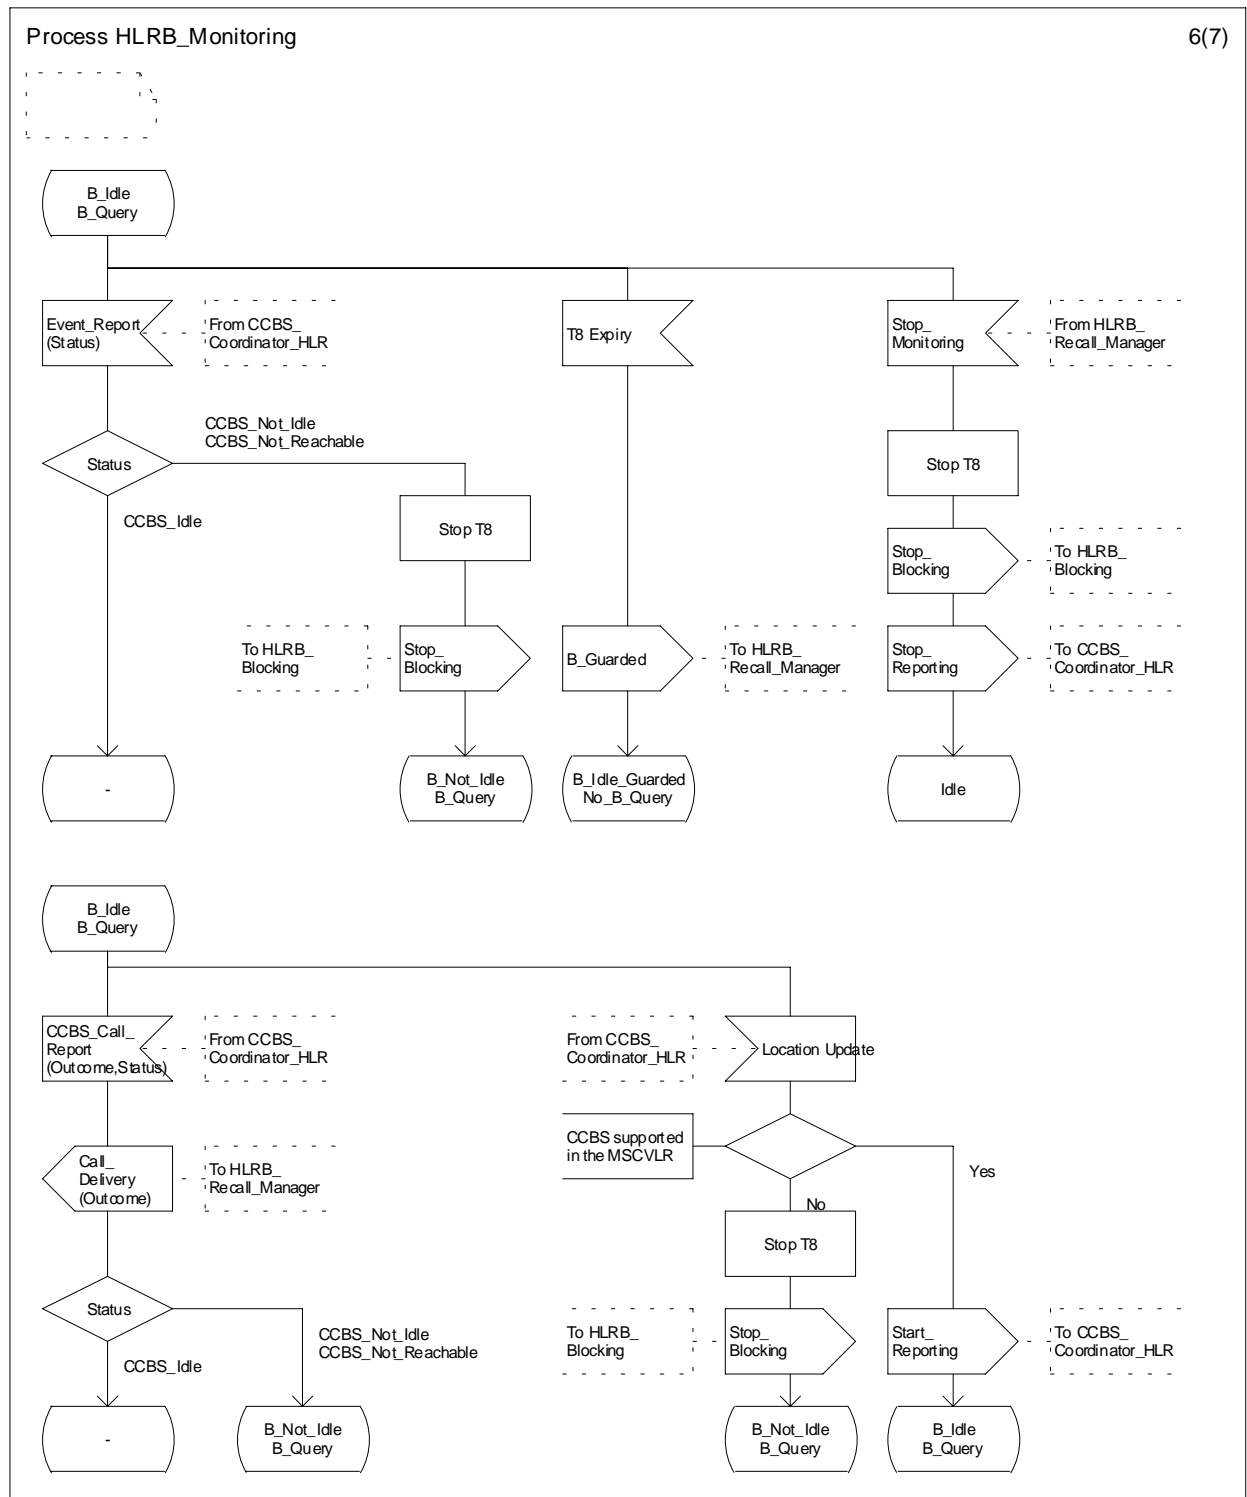 Process HLRB_Monitoring
6(7)
B_Idle
B_Query
Event_Report
(Status)
From CCBS_
Coordinator_HLR
T8 Expiry
Stop_
Monitoring
From HLRB_
Recall_Manager
CCBS_Not_Idle
CCBS_Not_Reachable
Status
Stop T8
CCBS_Idle
Stop T8
Stop_
Blocking
To HLRB_
Blocking
To HLRB_
Blocking
Stop_
Blocking
B_Guarded
To HLRB_
Recall_Manager
Stop_
Reporting
To CCBS_
Coordinator_HLR
-
B_Not_Idle
B_Query
B_Idle_Guarded
No_B_Query
Idle
B_Idle
B_Query
CCBS_Call_
Report
(Outcome,Status)
From CCBS_
Coordinator_HLR
From CCBS_
Coordinator_HLR
Location Update
CCBS supported
in the MSCVLR
Call_
Delivery
(Outcome)
To HLRB_
Recall_Manager
Yes
No
Stop T8
Status
CCBS_Not_Idle
CCBS_Not_Reachable
CCBS_Idle
To HLRB_
Blocking
Stop_
Blocking
Start_
Reporting
To CCBS_
Coordinator_HLR
-
B_Not_Idle
B_Query
B_Not_Idle
B_Query
B_Idle
B_Query